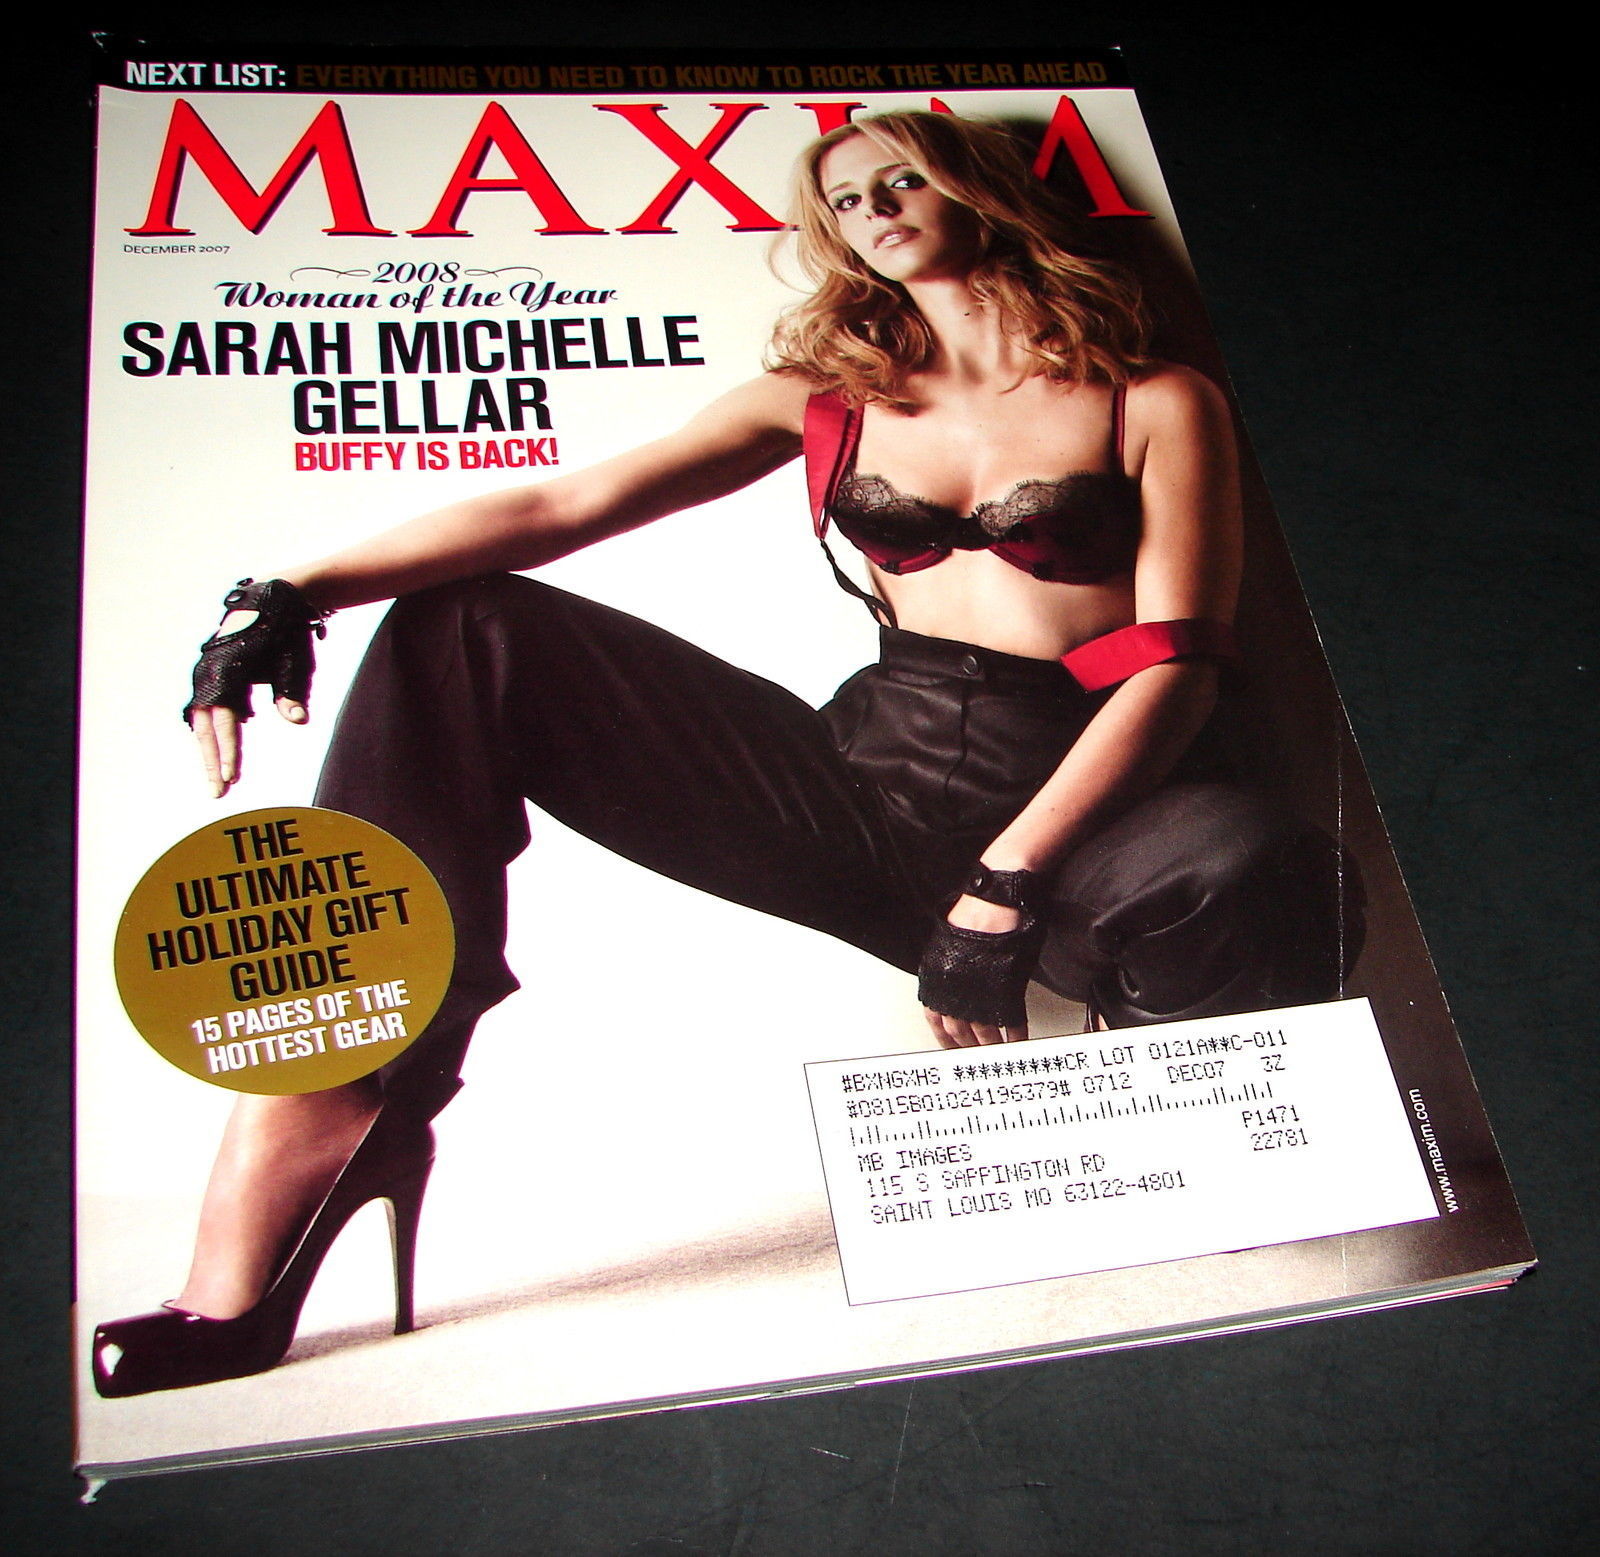 NEXT LIST: EVERYTHING YOU NEED TO KNOW TO ROCK THE YEAR AHEAD
MAXIM
DECEMBER 2007
2008
Woman of the Year
SARAH MICHELLE
GELLAR
BUFFY IS BACK!
THE
ULTIMATE
HOLIDAY GIFT
GUIDE
15 PAGES OF THE
HOTTEST GEAR
#BXNGXHS *********CR LOT 0121A**C-011
#0815B01024196379# 0712 DEC07 3Z
P1471
MB IMAGES 22781
115 S SAPPINGTON RD
SAINT LOUIS MO 63122-4801
www.maxim.com